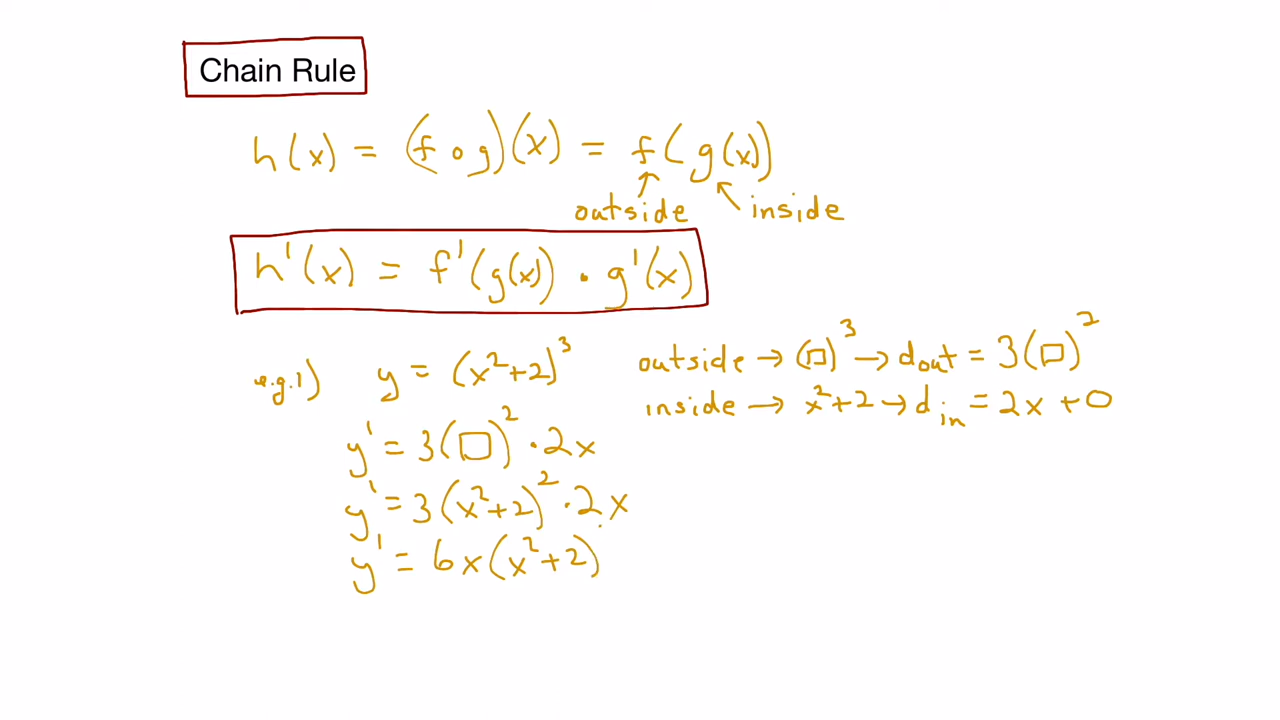 Chain Rule
h(x) = (f∘g)(x) = f(g(x))
outside inside
h'(x) = f'(g(x)) · g'(x)
e.g.1) y = (x²+2)³
outside → (□)³ → d_out = 3(□)²
inside → x²+2 → d_in = 2x + 0
y' = 3(□)² · 2x
y' = 3(x²+2)² · 2x
y' = 6x(x²+2)